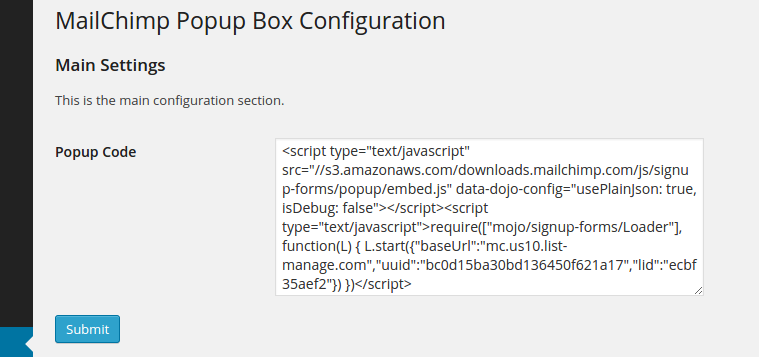 MailChimp Popup Box Configuration
Main Settings
This is the main configuration section.
Popup Code
<script type="text/javascript"
src="//s3.amazonaws.com/downloads.mailchimp.com/js/signu
p-forms/popup/embed.js" data-dojo-config="usePlainJson: true,
isDebug: false"></script><script
type="text/javascript">require(["mojo/signup-forms/Loader"],
function(L) { L.start({"baseUrl":"mc.us10.list-
manage.com","uuid":"bc0d15ba30bd136450f621a17","lid":"ecbf
35aef2"}) })</script>
Submit